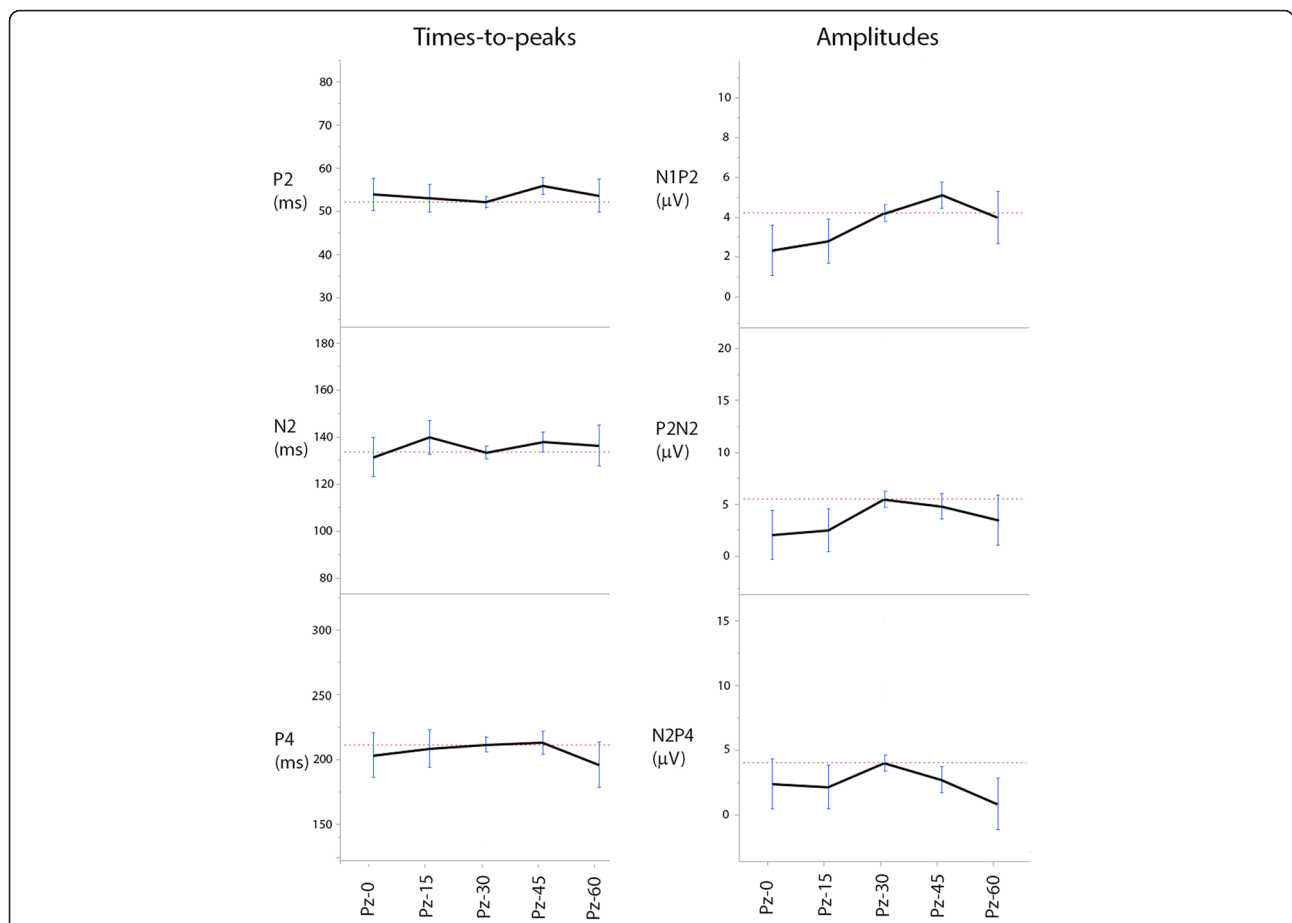 Times-to-peaks
Amplitudes
P2
(ms)
80
70
60
50
40
30
N1P2
(µV)
10
8
6
4
2
0
N2
(ms)
180
160
140
120
100
80
P2N2
(µV)
20
15
10
5
0
P4
(ms)
300
250
200
150
N2P4
(µV)
15
10
5
0
Pz-0
Pz-15
Pz-30
Pz-45
Pz-60
Pz-0
Pz-15
Pz-30
Pz-45
Pz-60